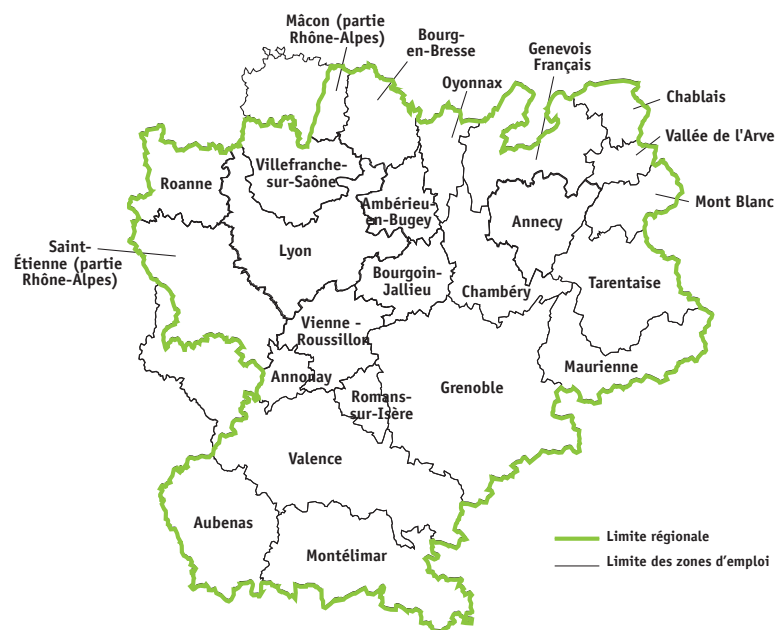 Mâcon (partie
Rhône-Alpes)
Bourg-
en-Bresse
Genevois
Français
Oyonnax
Chablais
Vallée de l'Arve
Mont Blanc
Villefranche-
sur-Saône
Roanne
Ambérieu-
en-Bugey
Annecy
Saint-
Étienne (partie
Rhône-Alpes)
Lyon
Bourgoin-
Jallieu
Chambéry
Tarentaise
Vienne -
Roussillon
Maurienne
Annonay
Romans-
sur-Isère
Grenoble
Valence
Aubenas
Montélimar
Limite régionale
Limite des zones d'emploi